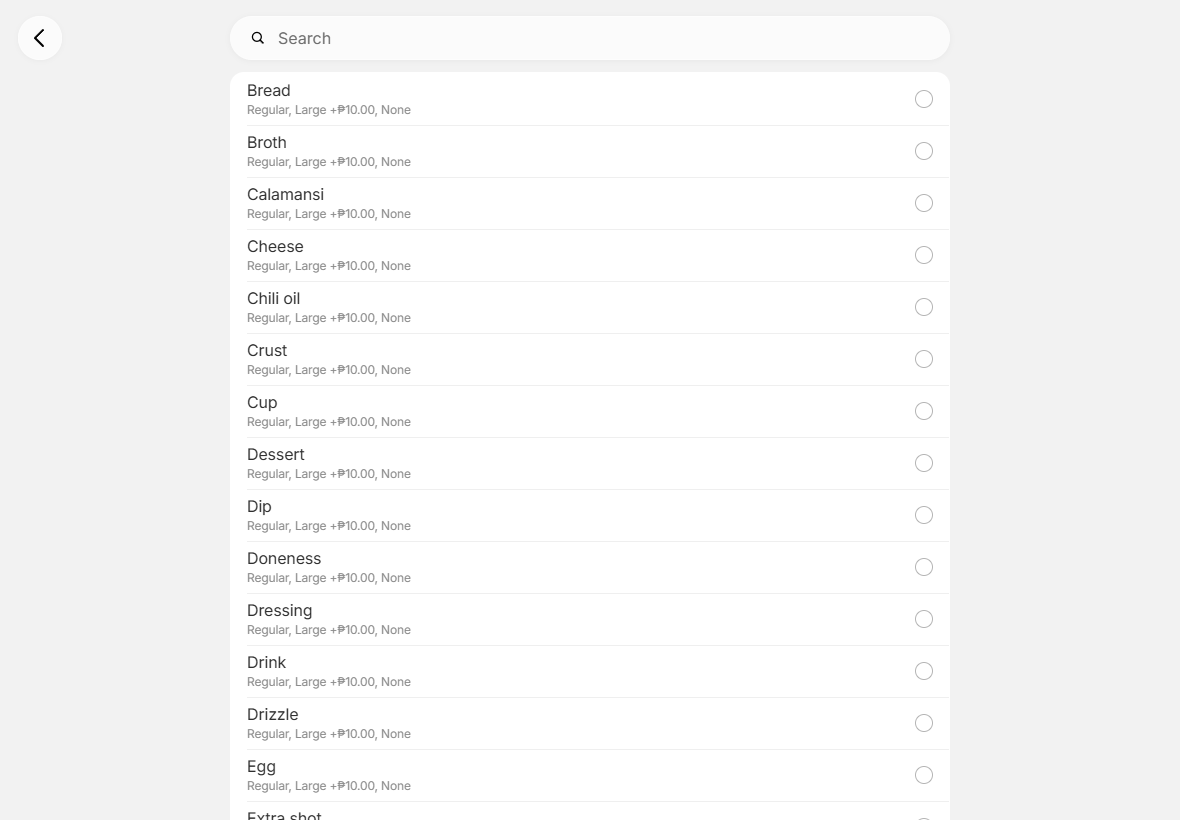 Search
Bread
Regular, Large +₱10.00, None
Broth
Regular, Large +₱10.00, None
Calamansi
Regular, Large +₱10.00, None
Cheese
Regular, Large +₱10.00, None
Chili oil
Regular, Large +₱10.00, None
Crust
Regular, Large +₱10.00, None
Cup
Regular, Large +₱10.00, None
Dessert
Regular, Large +₱10.00, None
Dip
Regular, Large +₱10.00, None
Doneness
Regular, Large +₱10.00, None
Dressing
Regular, Large +₱10.00, None
Drink
Regular, Large +₱10.00, None
Drizzle
Regular, Large +₱10.00, None
Egg
Regular, Large +₱10.00, None
Extra shot